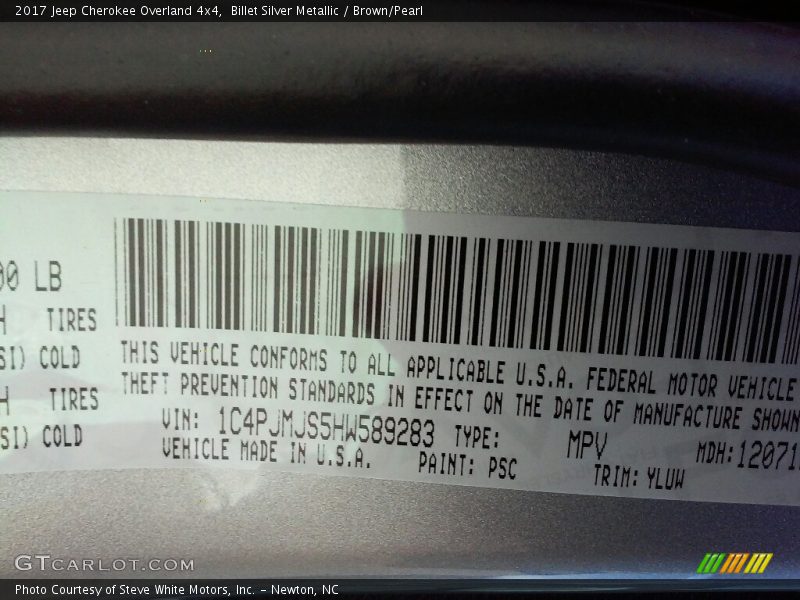 2017 Jeep Cherokee Overland 4x4, Billet Silver Metallic / Brown/Pearl
00 LB
H TIRES
SI) COLD
H TIRES
SI) COLD
THIS VEHICLE CONFORMS TO ALL APPLICABLE U.S.A. FEDERAL MOTOR VEHICLE
THEFT PREVENTION STANDARDS IN EFFECT ON THE DATE OF MANUFACTURE SHOWN
VIN: 1C4PJMJS5HW589283 TYPE: MPV MDH: 12071
VEHICLE MADE IN U.S.A. PAINT: PSC TRIM: YLUW
GTCARLOT.COM
Photo Courtesy of Steve White Motors, Inc. - Newton, NC